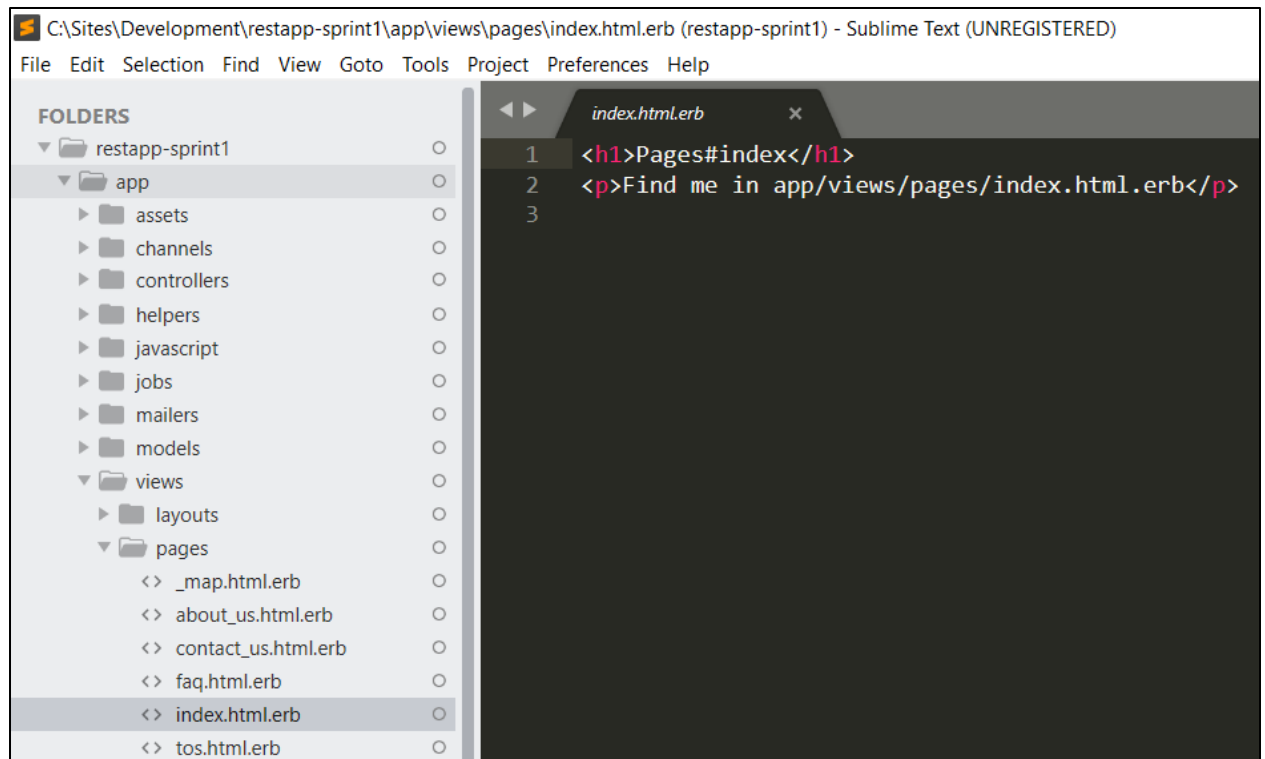 C:\Sites\Development\restapp-sprint1\app\views\pages\index.html.erb (restapp-sprint1) - Sublime Text (UNREGISTERED)
File Edit Selection Find View Goto Tools Project Preferences Help
FOLDERS
restapp-sprint1
app
assets
channels
controllers
helpers
javascript
jobs
mailers
models
views
layouts
pages
<> _map.html.erb
<> about_us.html.erb
<> contact_us.html.erb
<> faq.html.erb
<> index.html.erb
<> tos.html.erb
index.html.erb ×
1 <h1>Pages#index</h1>
2 <p>Find me in app/views/pages/index.html.erb</p>
3